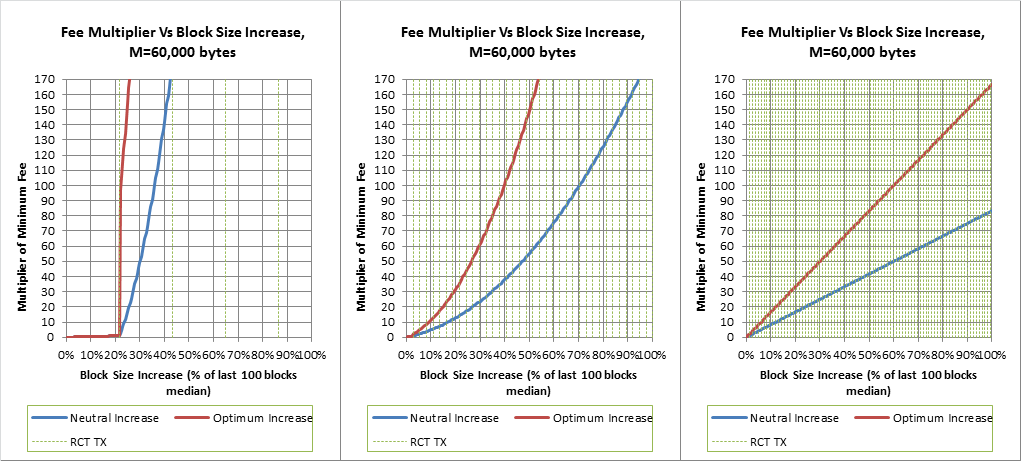 Fee Multiplier Vs Block Size Increase,
M=60,000 bytes
Multiplier of Minimum Fee
170
160
150
140
130
120
110
100
90
80
70
60
50
40
30
20
10
0
0% 10% 20% 30% 40% 50% 60% 70% 80% 90% 100%
Block Size Increase (% of last 100 blocks
median)
Neutral Increase Optimum Increase
RCT TX
Fee Multiplier Vs Block Size Increase,
M=60,000 bytes
Multiplier of Minimum Fee
170
160
150
140
130
120
110
100
90
80
70
60
50
40
30
20
10
0
0% 10% 20% 30% 40% 50% 60% 70% 80% 90% 100%
Block Size Increase (% of last 100 blocks
median)
Neutral Increase Optimum Increase
RCT TX
Fee Multiplier Vs Block Size Increase,
M=60,000 bytes
Multiplier of Minimum Fee
170
160
150
140
130
120
110
100
90
80
70
60
50
40
30
20
10
0
0% 10% 20% 30% 40% 50% 60% 70% 80% 90% 100%
Block Size Increase (% of last 100 blocks
median)
Neutral Increase Optimum Increase
RCT TX